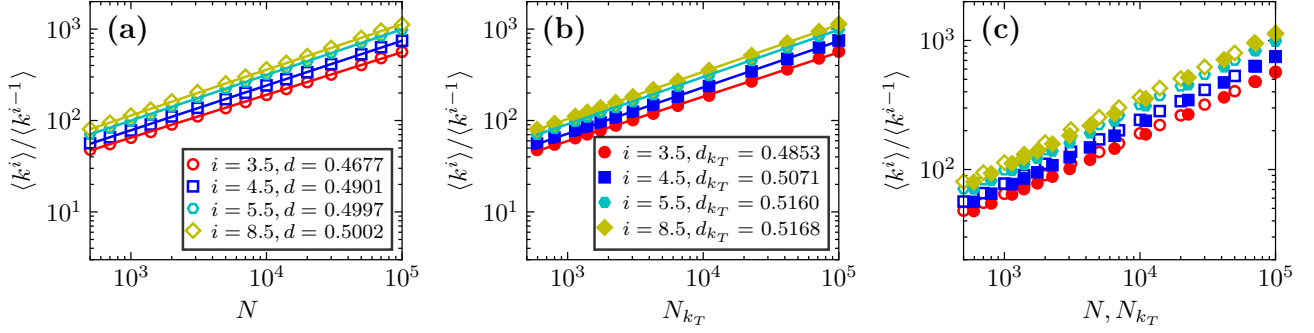 (a)
⟨k^i⟩/⟨k^{i−1}⟩
10^3
10^2
10^1
i = 3.5, d = 0.4677
i = 4.5, d = 0.4901
i = 5.5, d = 0.4997
i = 8.5, d = 0.5002
10^3 10^4 10^5
N
(b)
⟨k^i⟩/⟨k^{i−1}⟩
10^3
10^2
10^1
i = 3.5, d_{k_T} = 0.4853
i = 4.5, d_{k_T} = 0.5071
i = 5.5, d_{k_T} = 0.5160
i = 8.5, d_{k_T} = 0.5168
10^3 10^4 10^5
N_{k_T}
(c)
⟨k^i⟩/⟨k^{i−1}⟩
10^3
10^2
10^3 10^4 10^5
N, N_{k_T}